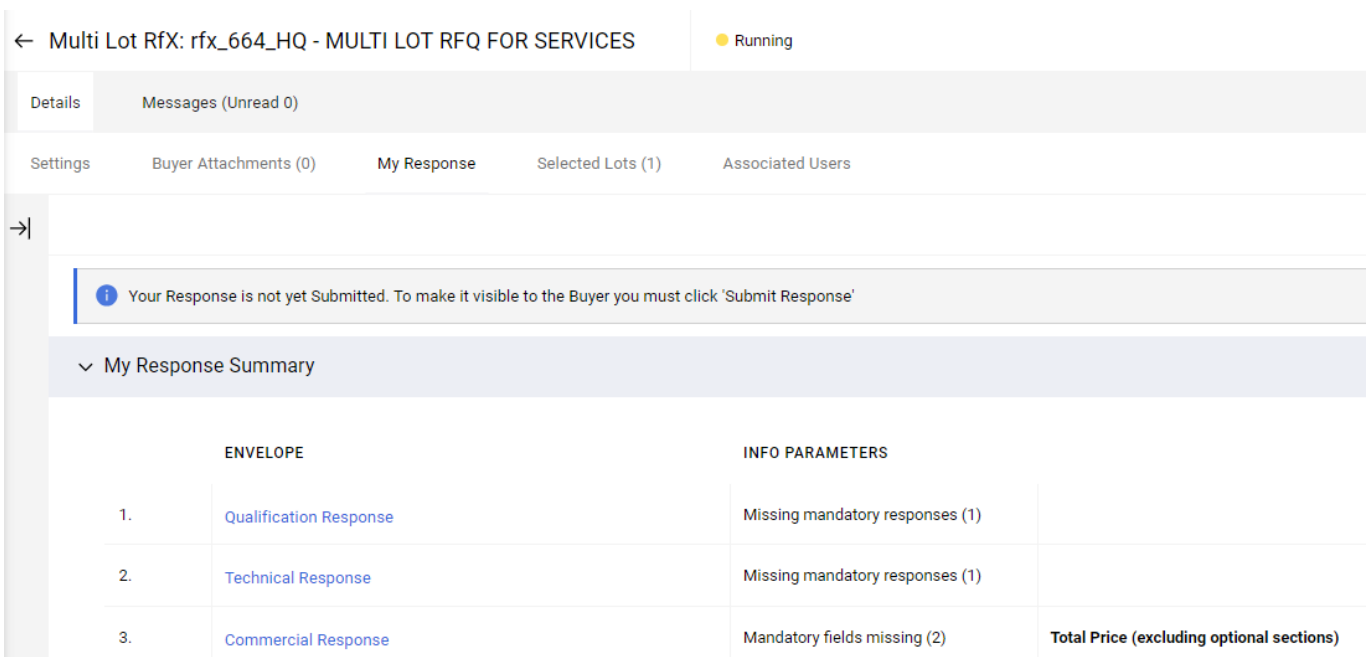 Multi Lot RfX: rfx_664_HQ - MULTI LOT RFQ FOR SERVICES Running
Details Messages (Unread 0)
Settings Buyer Attachments (0) My Response Selected Lots (1) Associated Users
Your Response is not yet Submitted. To make it visible to the Buyer you must click 'Submit Response'
My Response Summary
ENVELOPE INFO PARAMETERS
1. Qualification Response Missing mandatory responses (1)
2. Technical Response Missing mandatory responses (1)
3. Commercial Response Mandatory fields missing (2) Total Price (excluding optional sections)